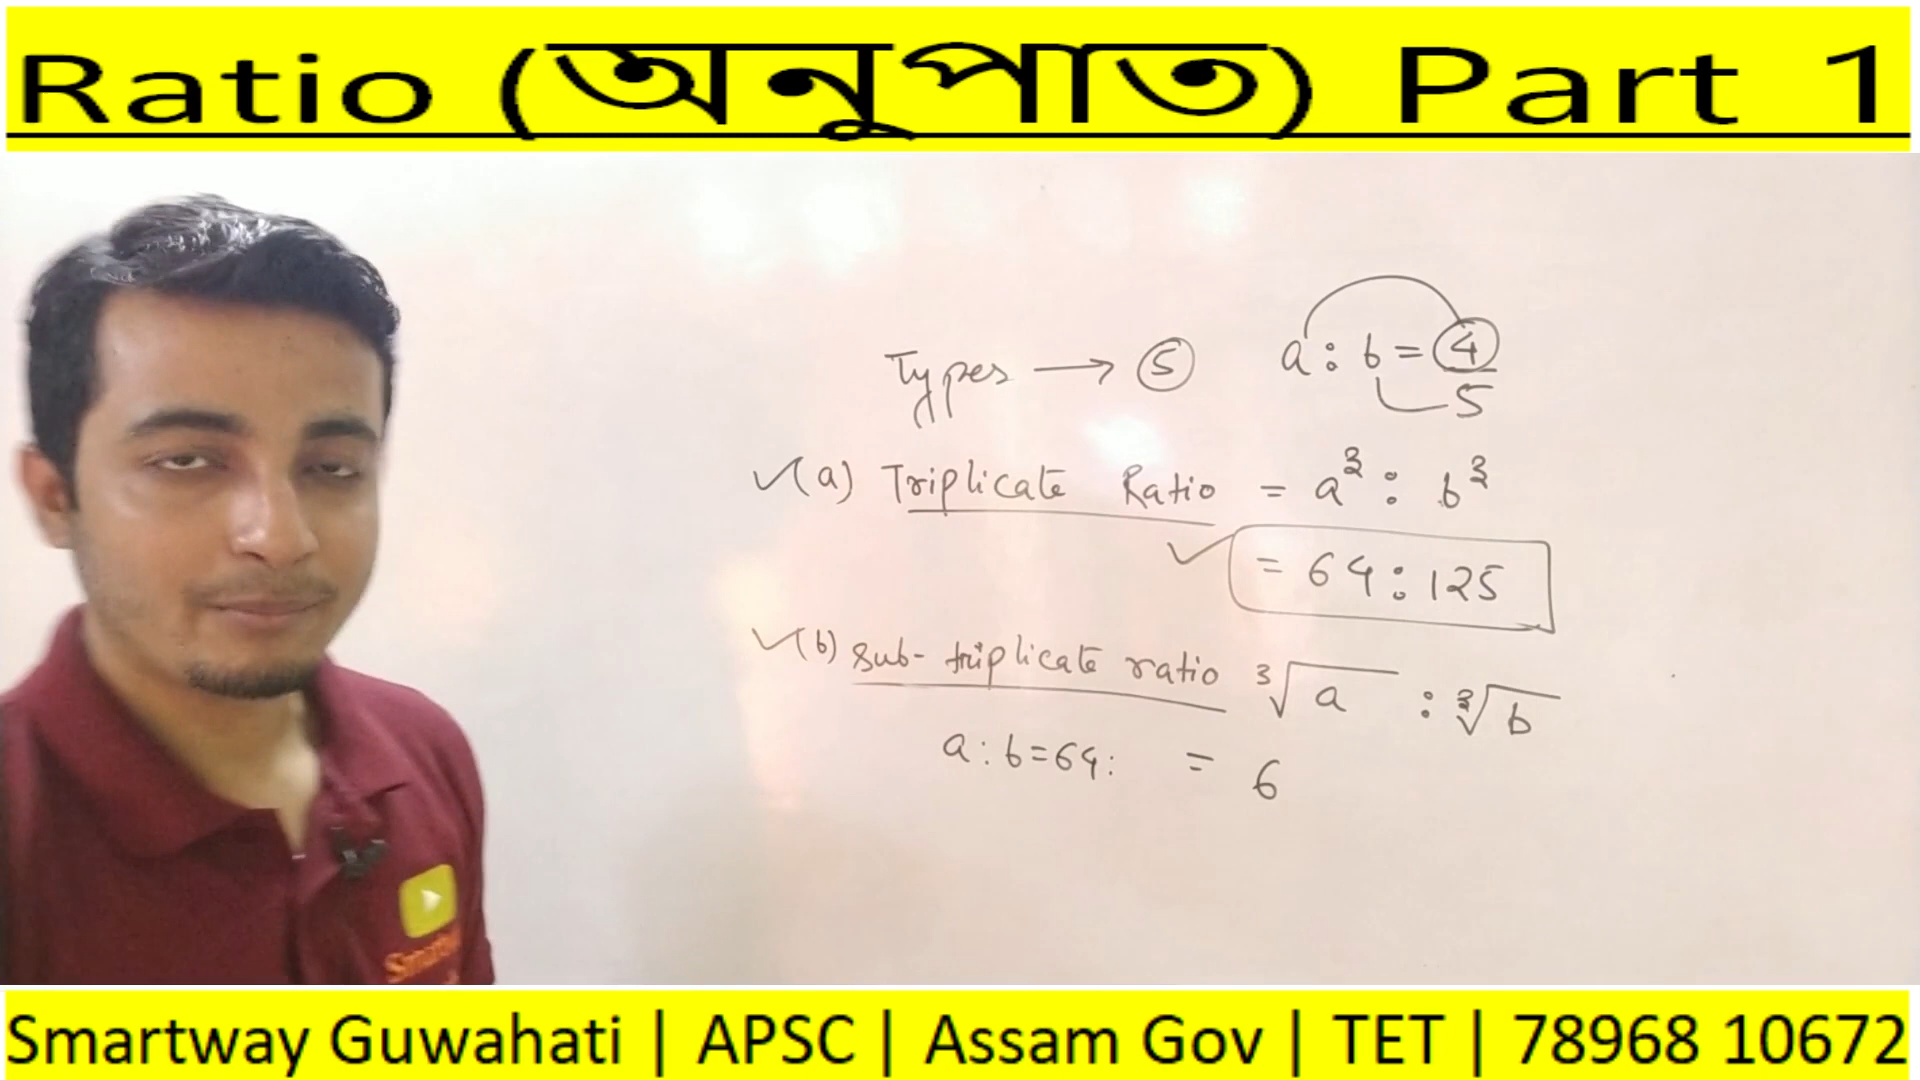 Ratio (অনুপাত) Part 1
Types → 5 a : b = 4/5
✓(a) Triplicate Ratio = a³ : b³
✓ = 64 : 125
✓(b) Sub-triplicate ratio ³√a : ³√b
a : b = 64 : = 6
Smartway Guwahati | APSC | Assam Gov | TET | 78968 10672